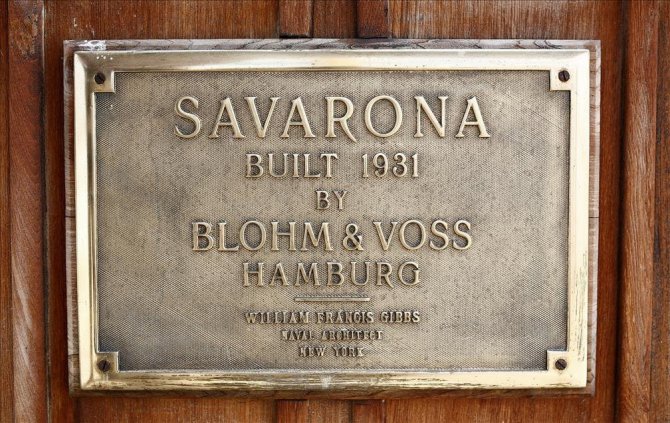 SAVARONA
BUILT 1931
BY
BLOHM & VOSS
HAMBURG
WILLIAM FRANCIS GIBBS
NAVAL ARCHITECT
NEW YORK